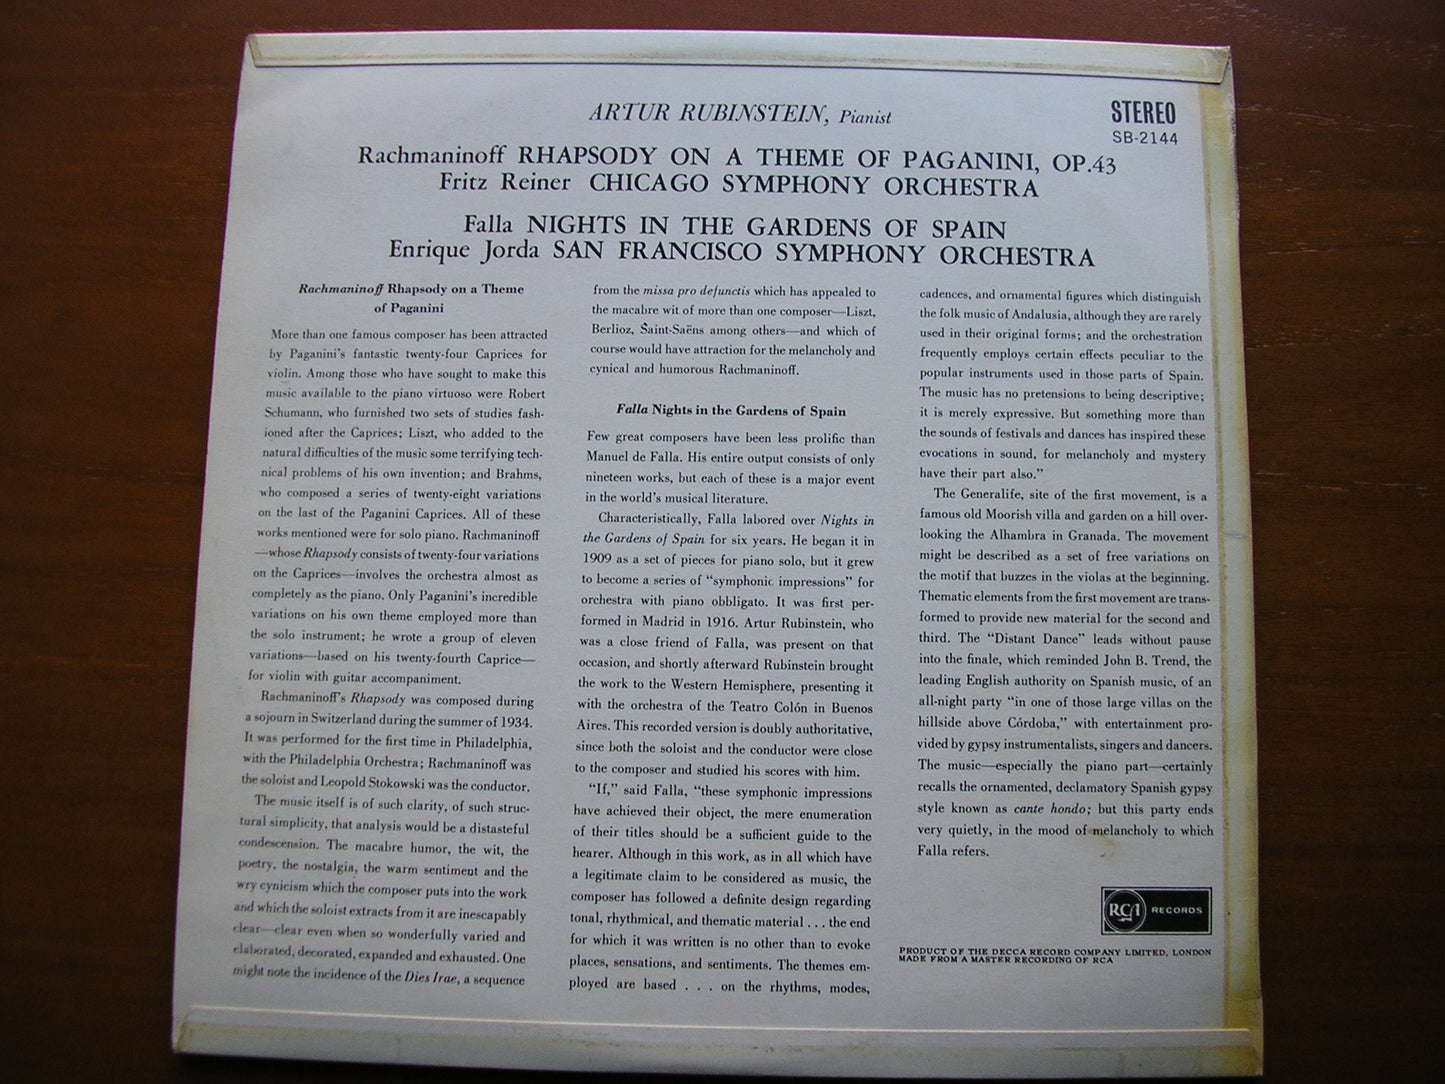 ARTUR RUBINSTEIN, Pianist
STEREO
SB-2144
Rachmaninoff RHAPSODY ON A THEME OF PAGANINI, OP.43
Fritz Reiner CHICAGO SYMPHONY ORCHESTRA
Falla NIGHTS IN THE GARDENS OF SPAIN
Enrique Jorda SAN FRANCISCO SYMPHONY ORCHESTRA
Rachmaninoff Rhapsody on a Theme
of Paganini
More than one famous composer has been attracted
by Paganini's fantastic twenty-four Caprices for
violin. Among those who have sought to make this
music available to the piano virtuoso were Robert
Schumann, who furnished two sets of studies fash-
ioned after the Caprices; Liszt, who added to the
natural difficulties of the music some terrifying tech-
nical problems of his own invention; and Brahms,
who composed a series of twenty-eight variations
on the last of the Paganini Caprices. All of these
works mentioned were for solo piano. Rachmaninoff
—whose Rhapsody consists of twenty-four variations
on the Caprices—involves the orchestra almost as
completely as the piano. Only Paganini's incredible
variations on his own theme employed more than
the solo instrument; he wrote a group of eleven
variations—based on his twenty-fourth Caprice—
for violin with guitar accompaniment.
Rachmaninoff's Rhapsody was composed during
a sojourn in Switzerland during the summer of 1934.
It was performed for the first time in Philadelphia,
with the Philadelphia Orchestra; Rachmaninoff was
the soloist and Leopold Stokowski was the conductor.
The music itself is of such clarity, of such struc-
tural simplicity, that analysis would be a distasteful
condescension. The macabre humor, the wit, the
poetry, the nostalgia, the warm sentiment and the
wry cynicism which the composer puts into the work
and which the soloist extracts from it are inescapably
clear—clear even when so wonderfully varied and
elaborated, decorated, expanded and exhausted. One
might note the incidence of the Dies Irae, a sequence
from the missa pro defunctis which has appealed to
the macabre wit of more than one composer—Liszt,
Berlioz, Saint-Saëns among others—and which of
course would have attraction for the melancholy and
cynical and humorous Rachmaninoff.
Falla Nights in the Gardens of Spain
Few great composers have been less prolific than
Manuel de Falla. His entire output consists of only
nineteen works, but each of these is a major event
in the world's musical literature.
Characteristically, Falla labored over Nights in
the Gardens of Spain for six years. He began it in
1909 as a set of pieces for piano solo, but it grew
to become a series of "symphonic impressions" for
orchestra with piano obbligato. It was first per-
formed in Madrid in 1916. Artur Rubinstein, who
was a close friend of Falla, was present on that
occasion, and shortly afterward Rubinstein brought
the work to the Western Hemisphere, presenting it
with the orchestra of the Teatro Colón in Buenos
Aires. This recorded version is doubly authoritative,
since both the soloist and the conductor were close
to the composer and studied his scores with him.
"If," said Falla, "these symphonic impressions
have achieved their object, the mere enumeration
of their titles should be a sufficient guide to the
hearer. Although in this work, as in all which have
a legitimate claim to be considered as music, the
composer has followed a definite design regarding
tonal, rhythmical, and thematic material . . . the end
for which it was written is no other than to evoke
places, sensations, and sentiments. The themes em-
ployed are based . . . on the rhythms, modes,
cadences, and ornamental figures which distinguish
the folk music of Andalusia, although they are rarely
used in their original forms; and the orchestration
frequently employs certain effects peculiar to the
popular instruments used in those parts of Spain.
The music has no pretensions to being descriptive;
it is merely expressive. But something more than
the sounds of festivals and dances has inspired these
evocations in sound, for melancholy and mystery
have their part also."
The Generalife, site of the first movement, is a
famous old Moorish villa and garden on a hill over-
looking the Alhambra in Granada. The movement
might be described as a set of free variations on
the motif that buzzes in the violas at the beginning.
Thematic elements from the first movement are trans-
formed to provide new material for the second and
third. The "Distant Dance" leads without pause
into the finale, which reminded John B. Trend, the
leading English authority on Spanish music, of an
all-night party "in one of those large villas on the
hillside above Córdoba," with entertainment pro-
vided by gypsy instrumentalists, singers and dancers.
The music—especially the piano part—certainly
recalls the ornamented, declamatory Spanish gypsy
style known as cante hondo; but this party ends
very quietly, in the mood of melancholy to which
Falla refers.
RCA RECORDS
PRODUCT OF THE DECCA RECORD COMPANY LIMITED, LONDON
MADE FROM A MASTER RECORDING OF RCA